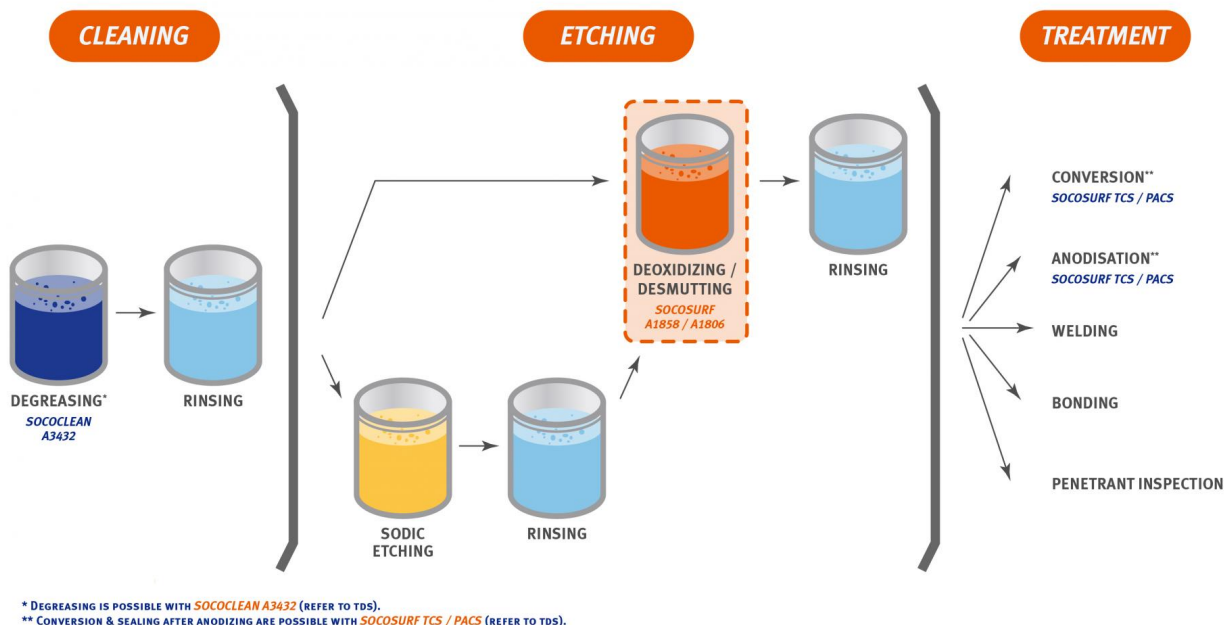 CLEANING
ETCHING
TREATMENT
DEGREASING*
SOCOCLEAN
A3432
RINSING
SODIC
ETCHING
RINSING
DEOXIDIZING /
DESMUTTING
SOCOSURF
A1858 / A1806
RINSING
CONVERSION**
SOCOSURF TCS / PACS
ANODISATION**
SOCOSURF TCS / PACS
WELDING
BONDING
PENETRANT INSPECTION
* DEGREASING IS POSSIBLE WITH SOCOCLEAN A3432 (REFER TO TDS).
** CONVERSION & SEALING AFTER ANODIZING ARE POSSIBLE WITH SOCOSURF TCS / PACS (REFER TO TDS).